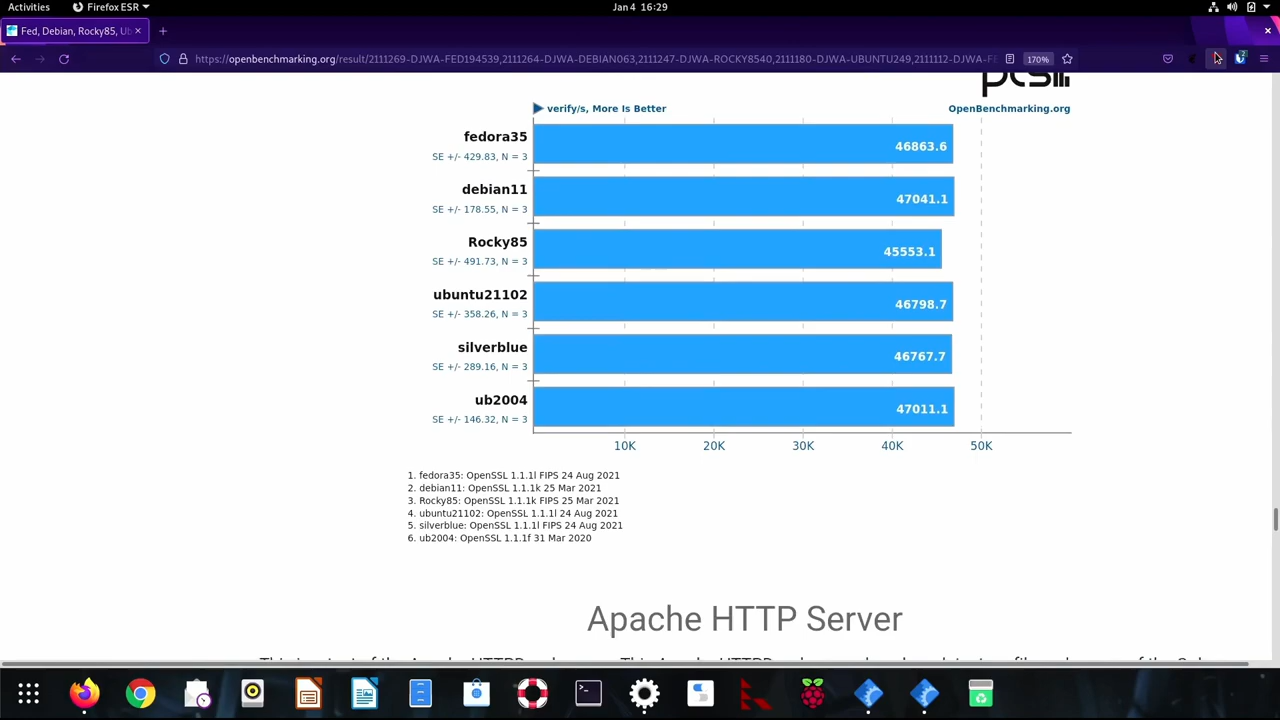 Activities
Firefox ESR
Jan 4 16:29
Fed, Debian, Rocky85, Ub
https://openbenchmarking.org/result/2111269-DJWA-FED194539,2111264-DJWA-DEBIAN063,2111247-DJWA-ROCKY8540,2111180-DJWA-UBUNTU249,2111112-DJWA-FE
170%
2
verify/s, More Is Better
OpenBenchmarking.org
fedora35
SE +/- 429.83, N = 3
46863.6
debian11
SE +/- 178.55, N = 3
47041.1
Rocky85
SE +/- 491.73, N = 3
45553.1
ubuntu21102
SE +/- 358.26, N = 3
46798.7
silverblue
SE +/- 289.16, N = 3
46767.7
ub2004
SE +/- 146.32, N = 3
47011.1
10K 20K 30K 40K 50K
1. fedora35: OpenSSL 1.1.1l FIPS 24 Aug 2021
2. debian11: OpenSSL 1.1.1k 25 Mar 2021
3. Rocky85: OpenSSL 1.1.1k FIPS 25 Mar 2021
4. ubuntu21102: OpenSSL 1.1.1l 24 Aug 2021
5. silverblue: OpenSSL 1.1.1l FIPS 24 Aug 2021
6. ub2004: OpenSSL 1.1.1f 31 Mar 2020
Apache HTTP Server